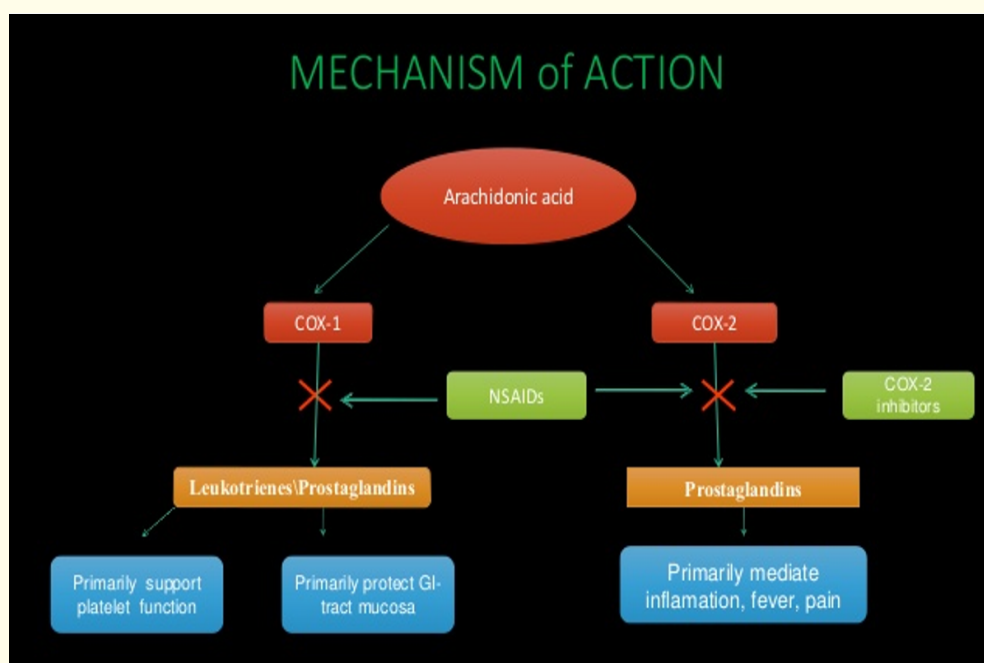 MECHANISM of ACTION
Arachidonic acid
COX-1
COX-2
NSAIDs
COX-2
inhibitors
Leukotrienes\Prostaglandins
Prostaglandins
Primarily support
platelet function
Primarily protect GI-
tract mucosa
Primarily mediate
inflamation, fever, pain